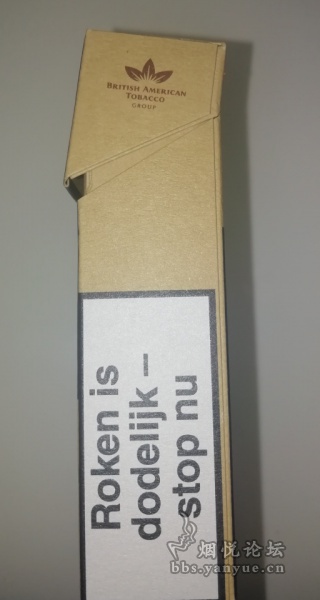 BRITISH AMERICAN
TOBACCO
GROUP
Roken is
dodelijk –
stop nu
烟悦论坛
bbs.yanyue.cn